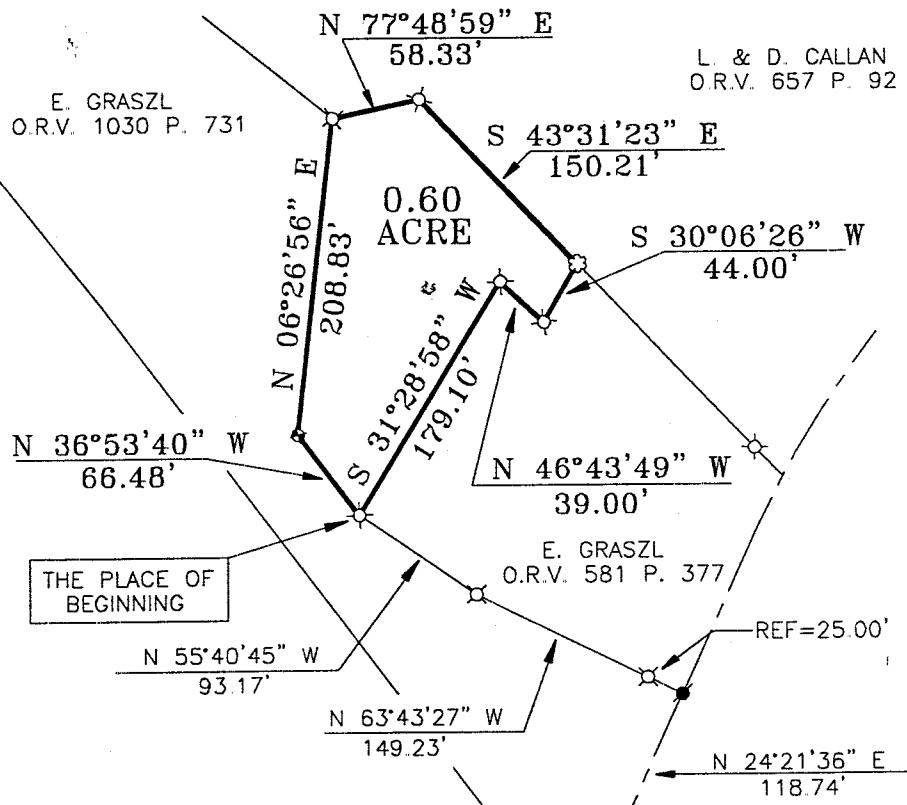 N 77°48'59" E
58.33'
L. & D. CALLAN
O.R.V. 657 P. 92
E. GRASZL
O.R.V. 1030 P. 731
S 43°31'23" E
150.21'
0.60
ACRE
S 30°06'26" W
44.00'
N 06°26'56" E
208.83'
S 31°28'58" W
179.10'
N 36°53'40" W
66.48'
N 46°43'49" W
39.00'
E. GRASZL
O.R.V. 581 P. 377
THE PLACE OF
BEGINNING
REF=25.00'
N 55°40'45" W
93.17'
N 63°43'27" W
149.23'
N 24°21'36" E
118.74'